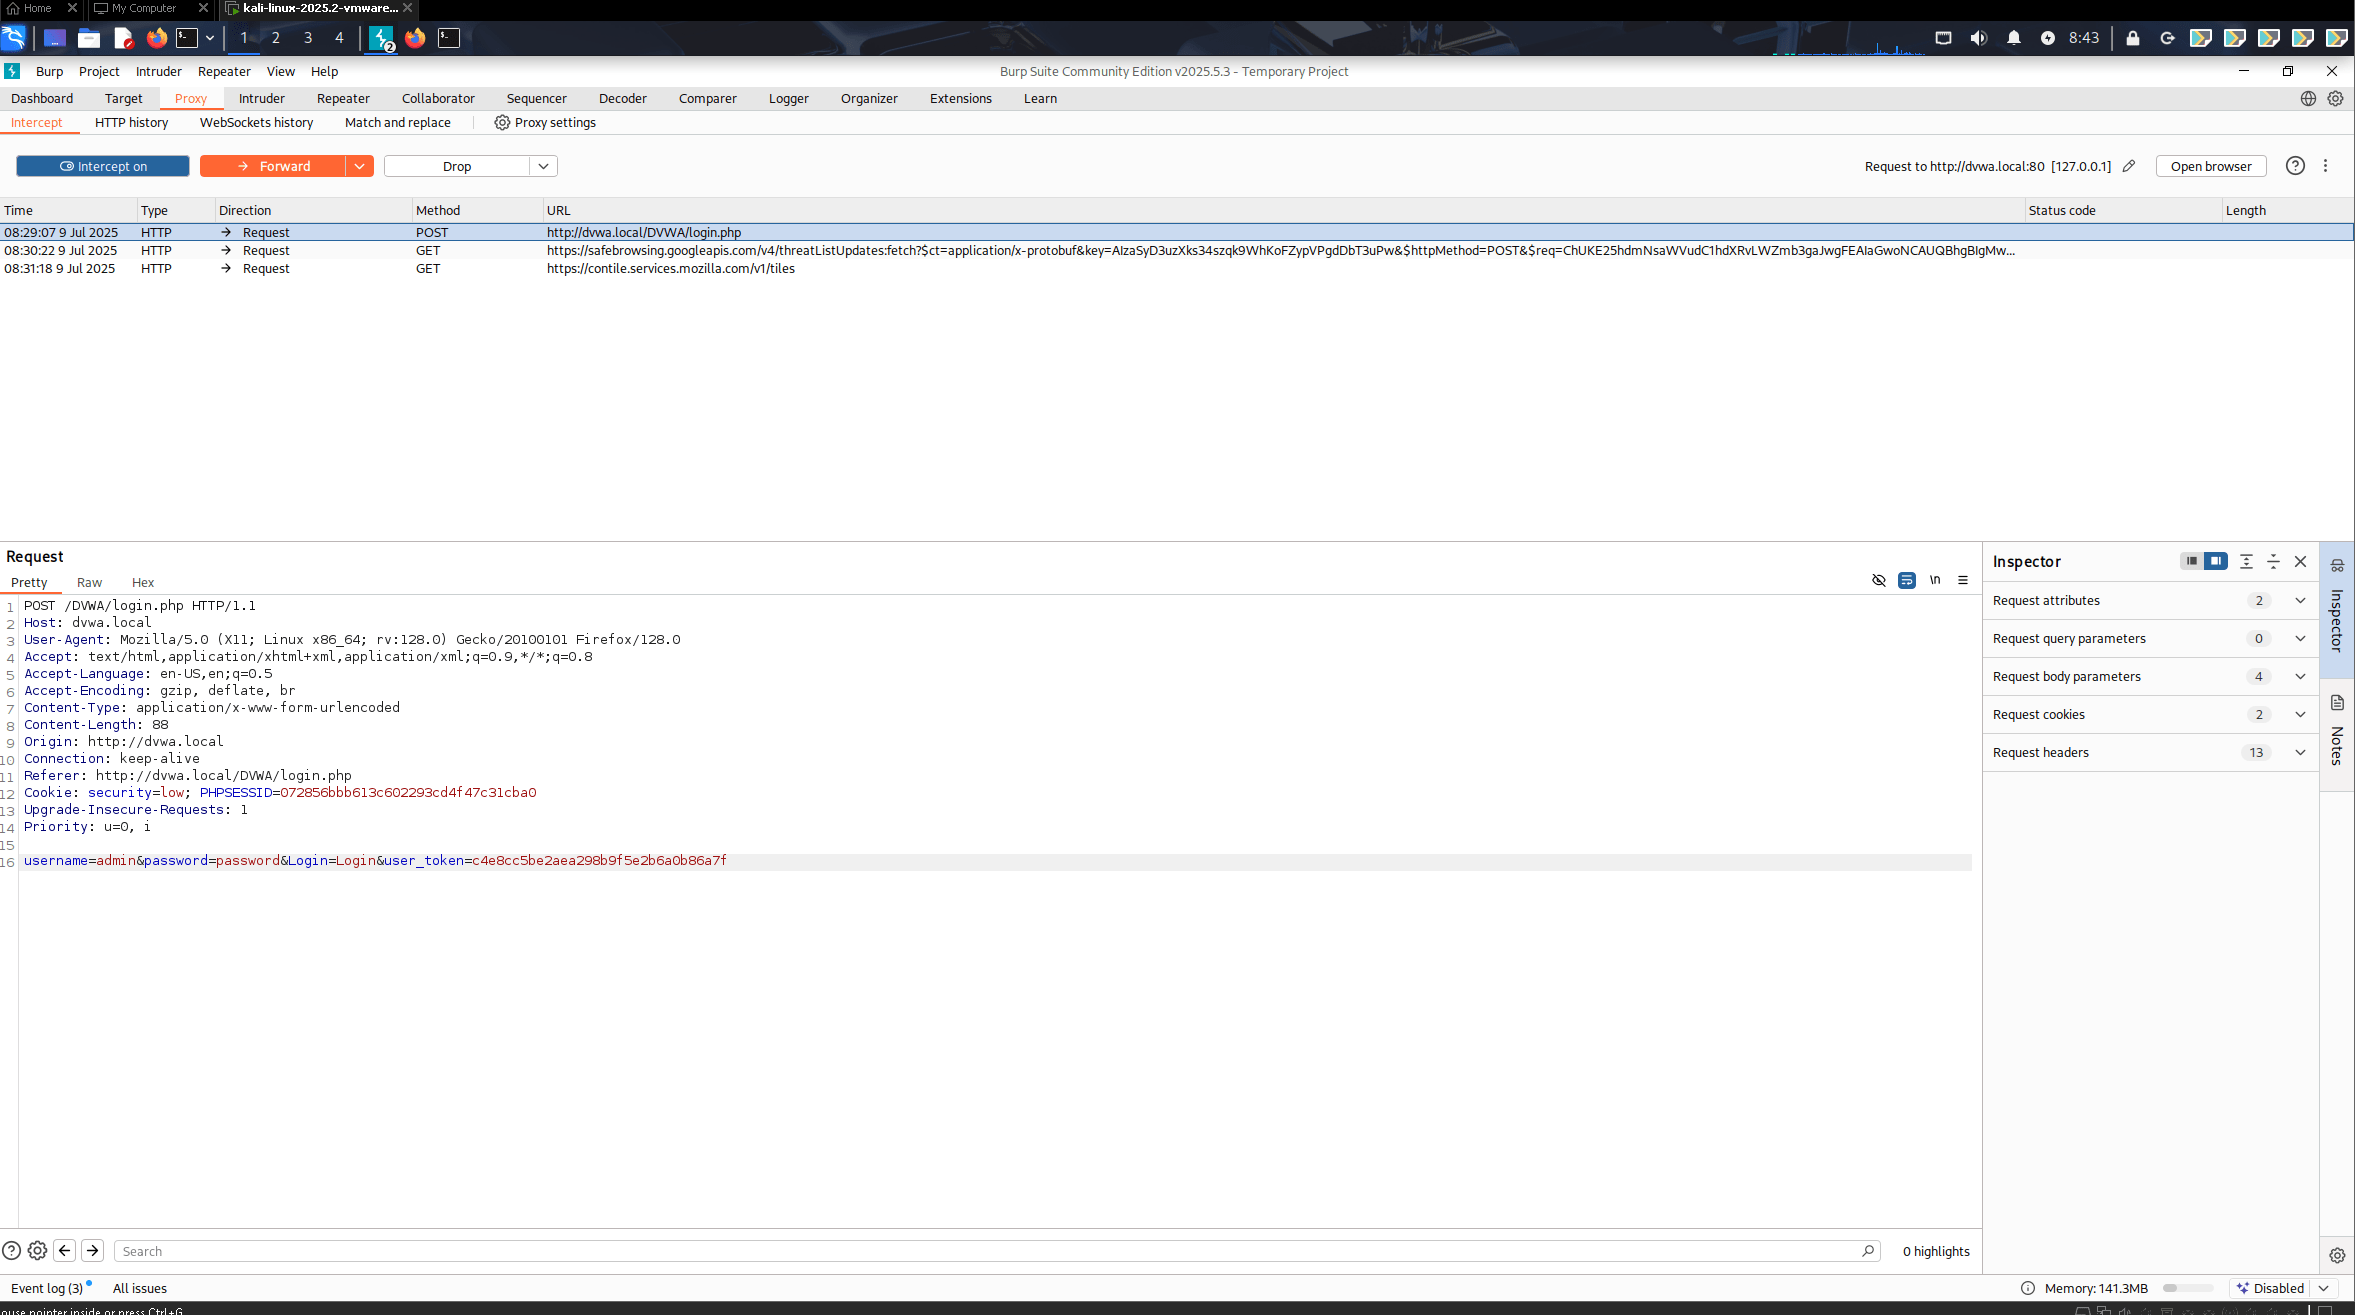 Home
My Computer
kali-linux-2025.2-vmware...
1 2 3 4
2
8:43
Burp Project Intruder Repeater View Help
Burp Suite Community Edition v2025.5.3 - Temporary Project
Dashboard Target Proxy Intruder Repeater Collaborator Sequencer Decoder Comparer Logger Organizer Extensions Learn
Intercept HTTP history WebSockets history Match and replace Proxy settings
Intercept on Forward Drop Request to http://dvwa.local:80 [127.0.0.1] Open browser
Time Type Direction Method URL Status code Length
08:29:07 9 Jul 2025 HTTP → Request POST http://dvwa.local/DVWA/login.php
08:30:22 9 Jul 2025 HTTP → Request GET https://safebrowsing.googleapis.com/v4/threatListUpdates:fetch?$ct=application/x-protobuf&key=AIzaSyD3uzXks34szqk9WhKoFZypVPgdDbT3uPw&$httpMethod=POST&$req=ChUKE25hdmNsaWVudC1hdXRvLWZmb3gaJwgFEAIaGwoNCAUQBhgBIgMw...
08:31:18 9 Jul 2025 HTTP → Request GET https://contile.services.mozilla.com/v1/tiles
Request
Pretty Raw Hex
\n
1 POST /DVWA/login.php HTTP/1.1
2 Host: dvwa.local
3 User-Agent: Mozilla/5.0 (X11; Linux x86_64; rv:128.0) Gecko/20100101 Firefox/128.0
4 Accept: text/html,application/xhtml+xml,application/xml;q=0.9,*/*;q=0.8
5 Accept-Language: en-US,en;q=0.5
6 Accept-Encoding: gzip, deflate, br
7 Content-Type: application/x-www-form-urlencoded
8 Content-Length: 88
9 Origin: http://dvwa.local
10 Connection: keep-alive
11 Referer: http://dvwa.local/DVWA/login.php
12 Cookie: security=low; PHPSESSID=072856bbb613c602293cd4f47c31cba0
13 Upgrade-Insecure-Requests: 1
14 Priority: u=0, i
15
16 username=admin&password=password&Login=Login&user_token=c4e8cc5be2aea298b9f5e2b6a0b86a7f
Inspector
Request attributes 2
Request query parameters 0
Request body parameters 4
Request cookies 2
Request headers 13
Inspector
Notes
Search
0 highlights
Event log (3) All issues
Memory: 141.3MB Disabled
ouse pointer inside or press Ctrl+G